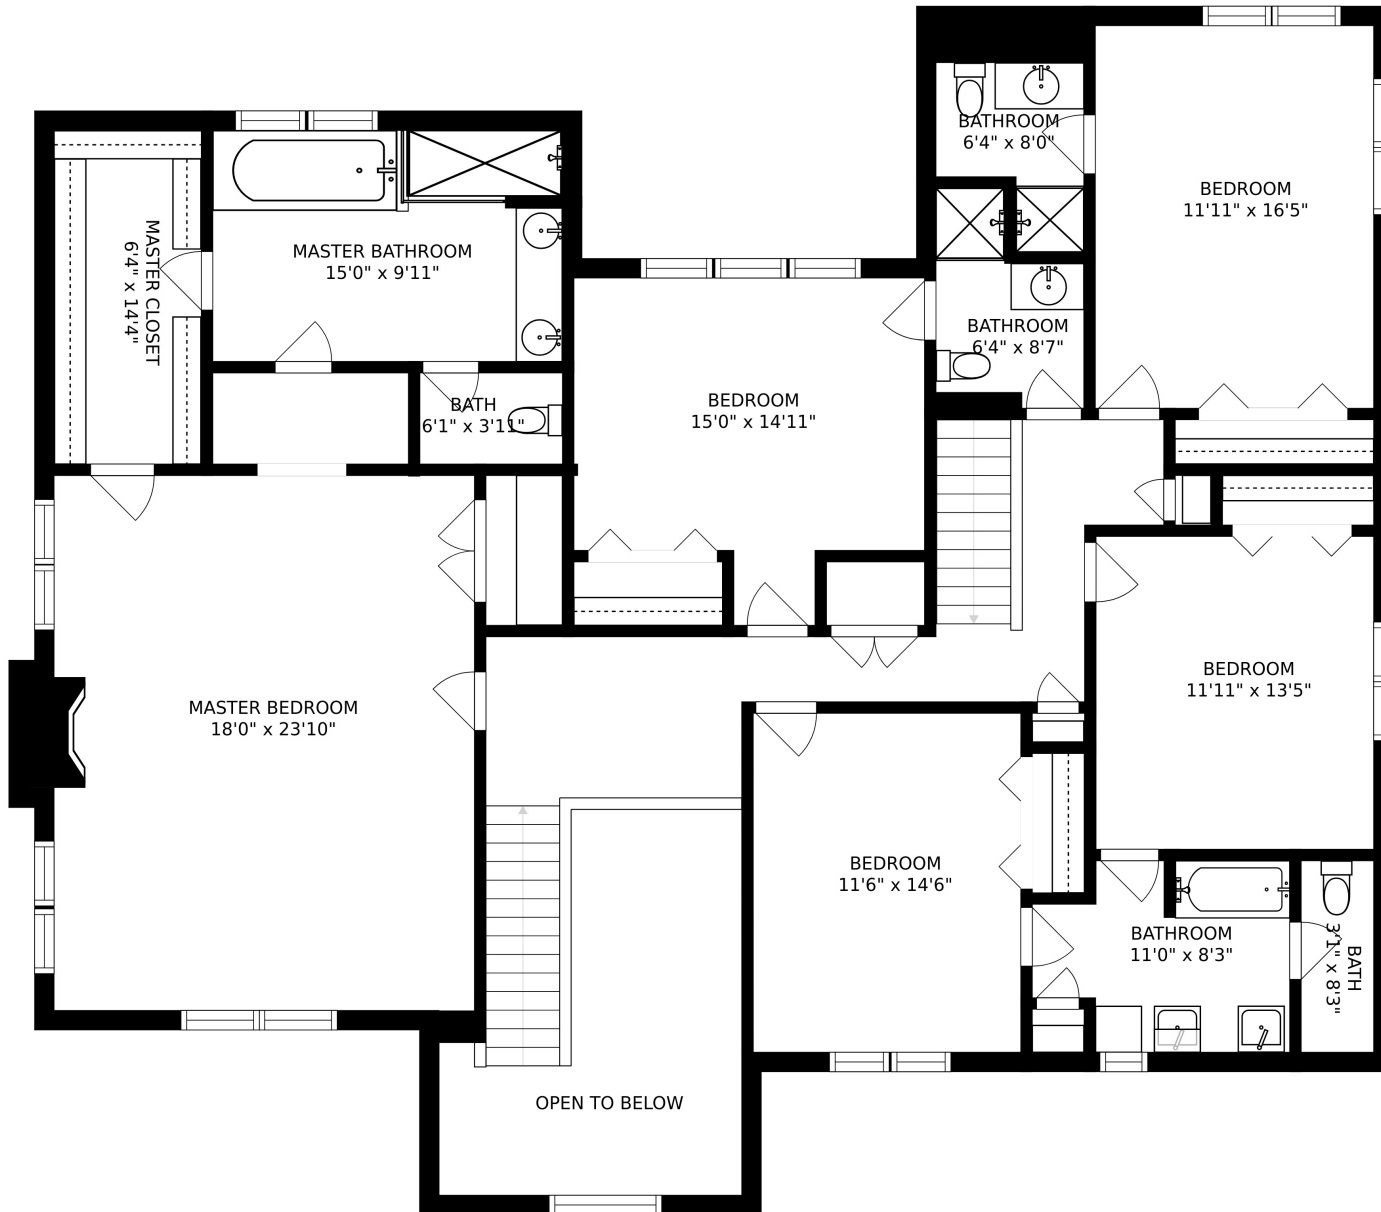 BATHROOM
6'4" x 8'0"
BEDROOM
11'11" x 16'5"
MASTER BATHROOM
15'0" x 9'11"
MASTER CLOSET
6'4" x 14'4"
BATHROOM
6'4" x 8'7"
BATH
6'1" x 3'11"
BEDROOM
15'0" x 14'11"
MASTER BEDROOM
18'0" x 23'10"
BEDROOM
11'11" x 13'5"
BEDROOM
11'6" x 14'6"
BATHROOM
11'0" x 8'3"
BATH
3'1" x 8'3"
OPEN TO BELOW